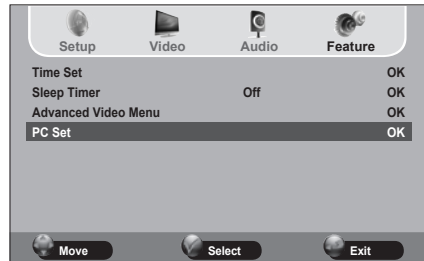 Setup Video Audio Feature
Time Set OK
Sleep Timer Off OK
Advanced Video Menu OK
PC Set OK
Move Select Exit